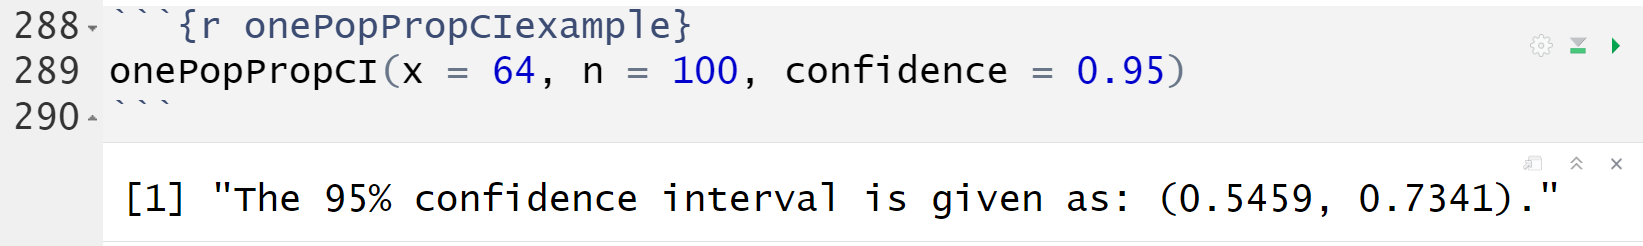 288 ```{r onePopPropCIexample}
289 onePopPropCI(x = 64, n = 100, confidence = 0.95)
290 ```
[1] "The 95% confidence interval is given as: (0.5459, 0.7341)."